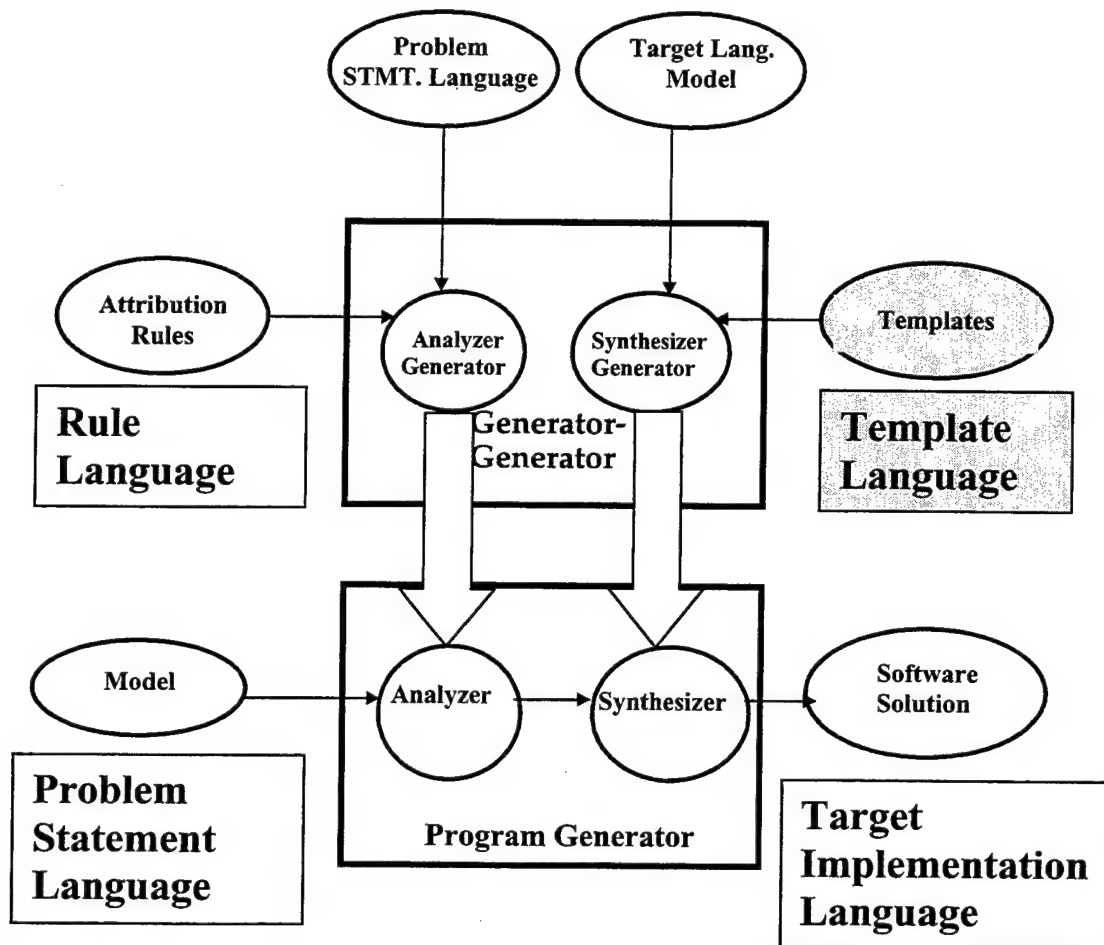 Problem
STMT. Language
Target Lang.
Model
Attribution
Rules
Analyzer
Generator
Synthesizer
Generator
Templates
Rule
Language
Generator-
Generator
Template
Language
Model
Analyzer
Synthesizer
Software
Solution
Problem
Statement
Language
Program Generator
Target
Implementation
Language